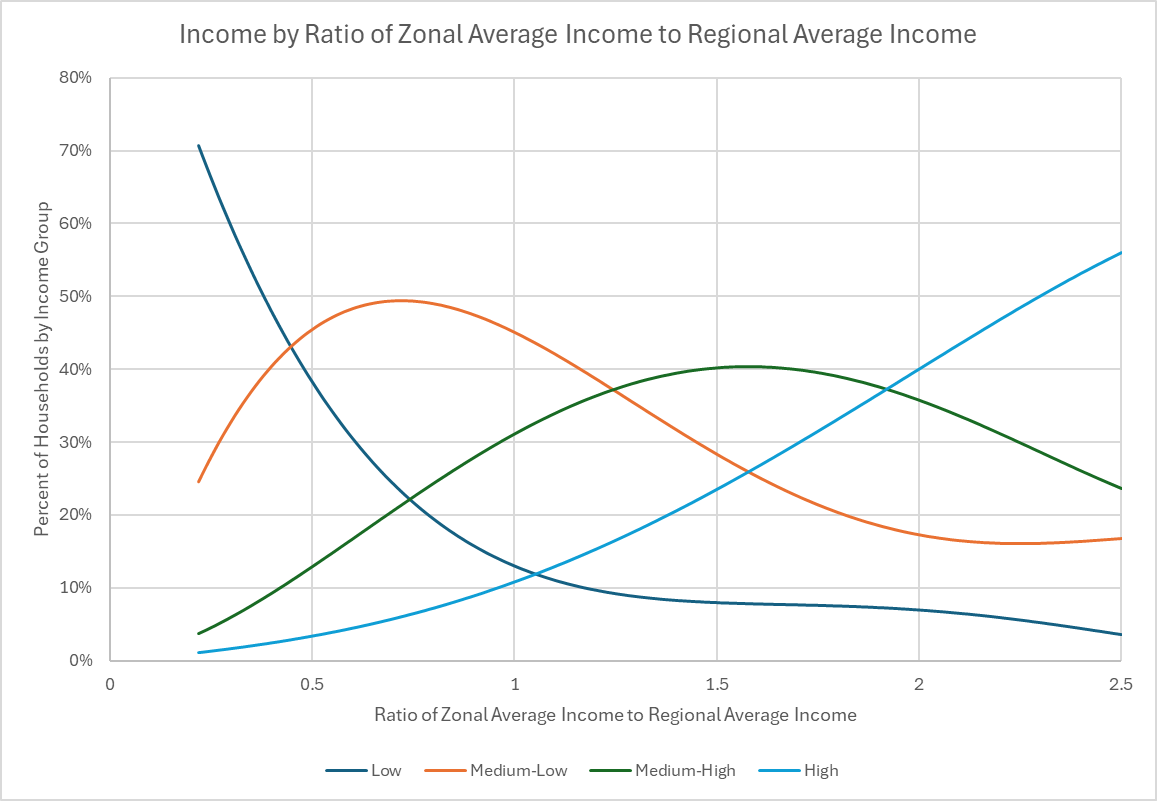 Income by Ratio of Zonal Average Income to Regional Average Income
80%
70%
60%
50%
40%
30%
20%
10%
0%
Percent of Households by Income Group
0 0.5 1 1.5 2 2.5
Ratio of Zonal Average Income to Regional Average Income
Low Medium-Low Medium-High High